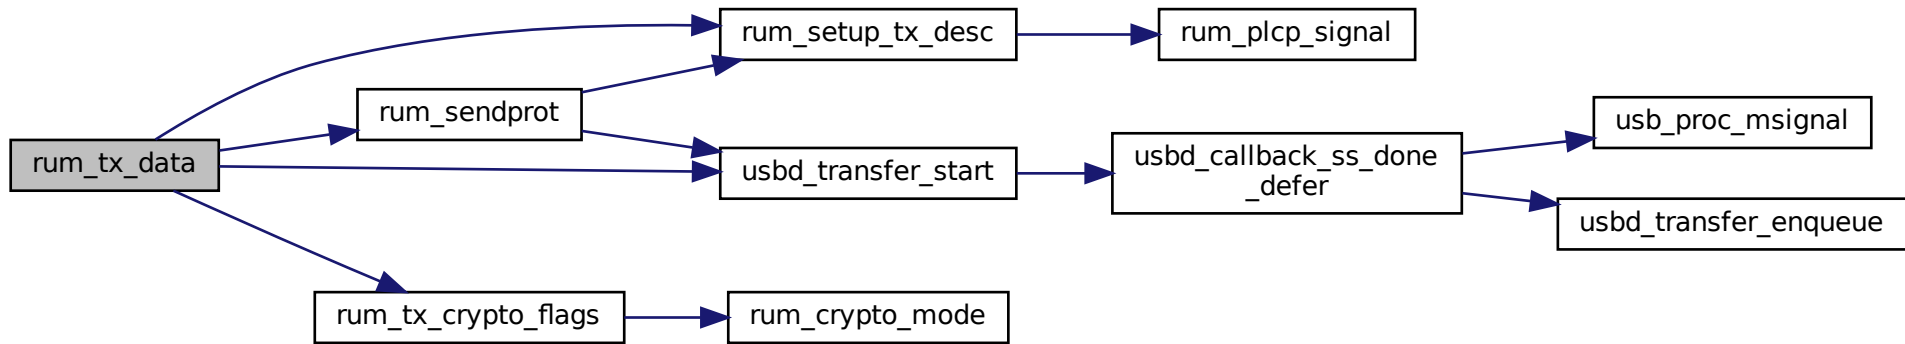 rum_tx_data
rum_sendprot
rum_setup_tx_desc
rum_plcp_signal
usbd_transfer_start
usbd_callback_ss_done
_defer
usb_proc_msignal
usbd_transfer_enqueue
rum_tx_crypto_flags
rum_crypto_mode